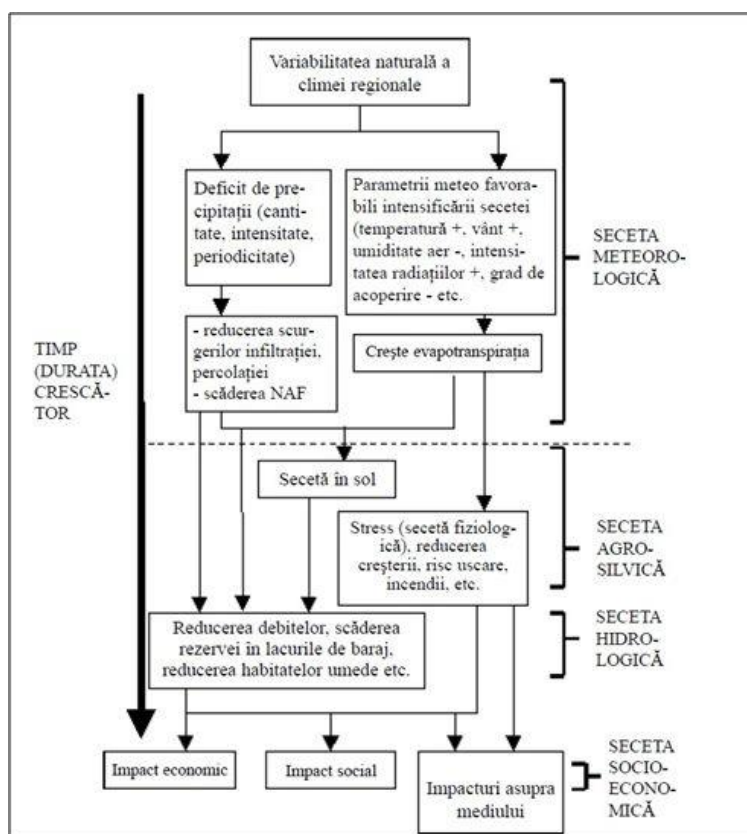 Variabilitatea naturală a
climei regionale
Deficit de pre-
cipitații (canti-
tate, intensitate,
periodicitate)
Parametrii meteo favora-
bili intensificării secetei
(temperatură +, vânt +,
umiditate aer -, intensi-
tatea radiațiilor +, grad de
acoperire - etc.
SECETA
METEORO-
LOGICĂ
- reducerea scur-
gerilor infiltrației,
percolației
- scăderea NAF
Crește evapotranspirația
TIMP
(DURATA)
CRESCĂ-
TOR
Secetă în sol
Stress (secetă fiziolog-
ică), reducerea
creșterii, risc uscare,
incendii, etc.
SECETA
AGRO-
SILVICĂ
Reducerea debitelor, scăderea
rezervei în lacurile de baraj,
reducerea habitatelor umede etc.
SECETA
HIDRO-
LOGICĂ
Impact economic
Impact social
Impacturi asupra
mediului
SECETA
SOCIO-
ECONO-
MICĂ